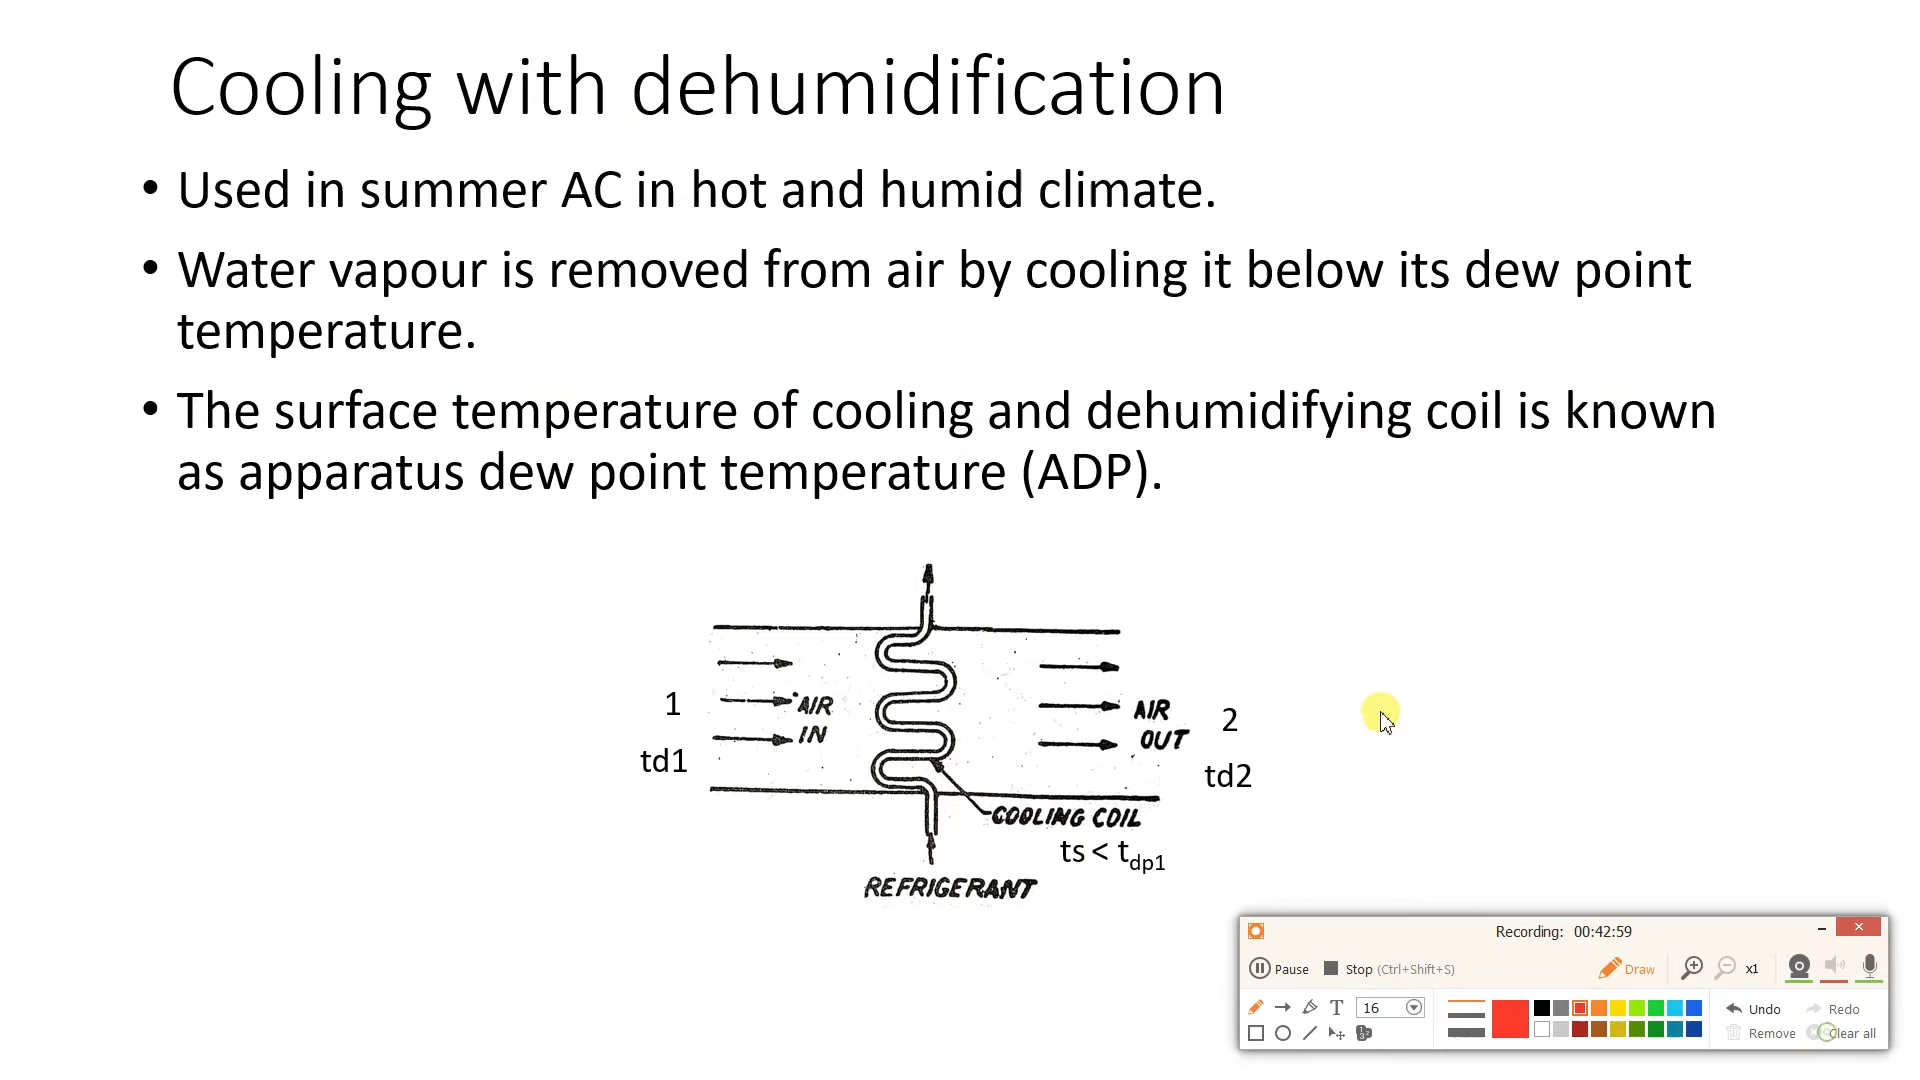 Cooling with dehumidification
• Used in summer AC in hot and humid climate.
• Water vapour is removed from air by cooling it below its dew point
temperature.
• The surface temperature of cooling and dehumidifying coil is known
as apparatus dew point temperature (ADP).
1
AIR
IN
td1
AIR
OUT
2
td2
COOLING COIL
ts < tdp1
REFRIGERANT
Recording: 00:42:59
Pause
Stop (Ctrl+Shift+S)
Draw
x1
T
16
Undo
Redo
Remove
Clear all